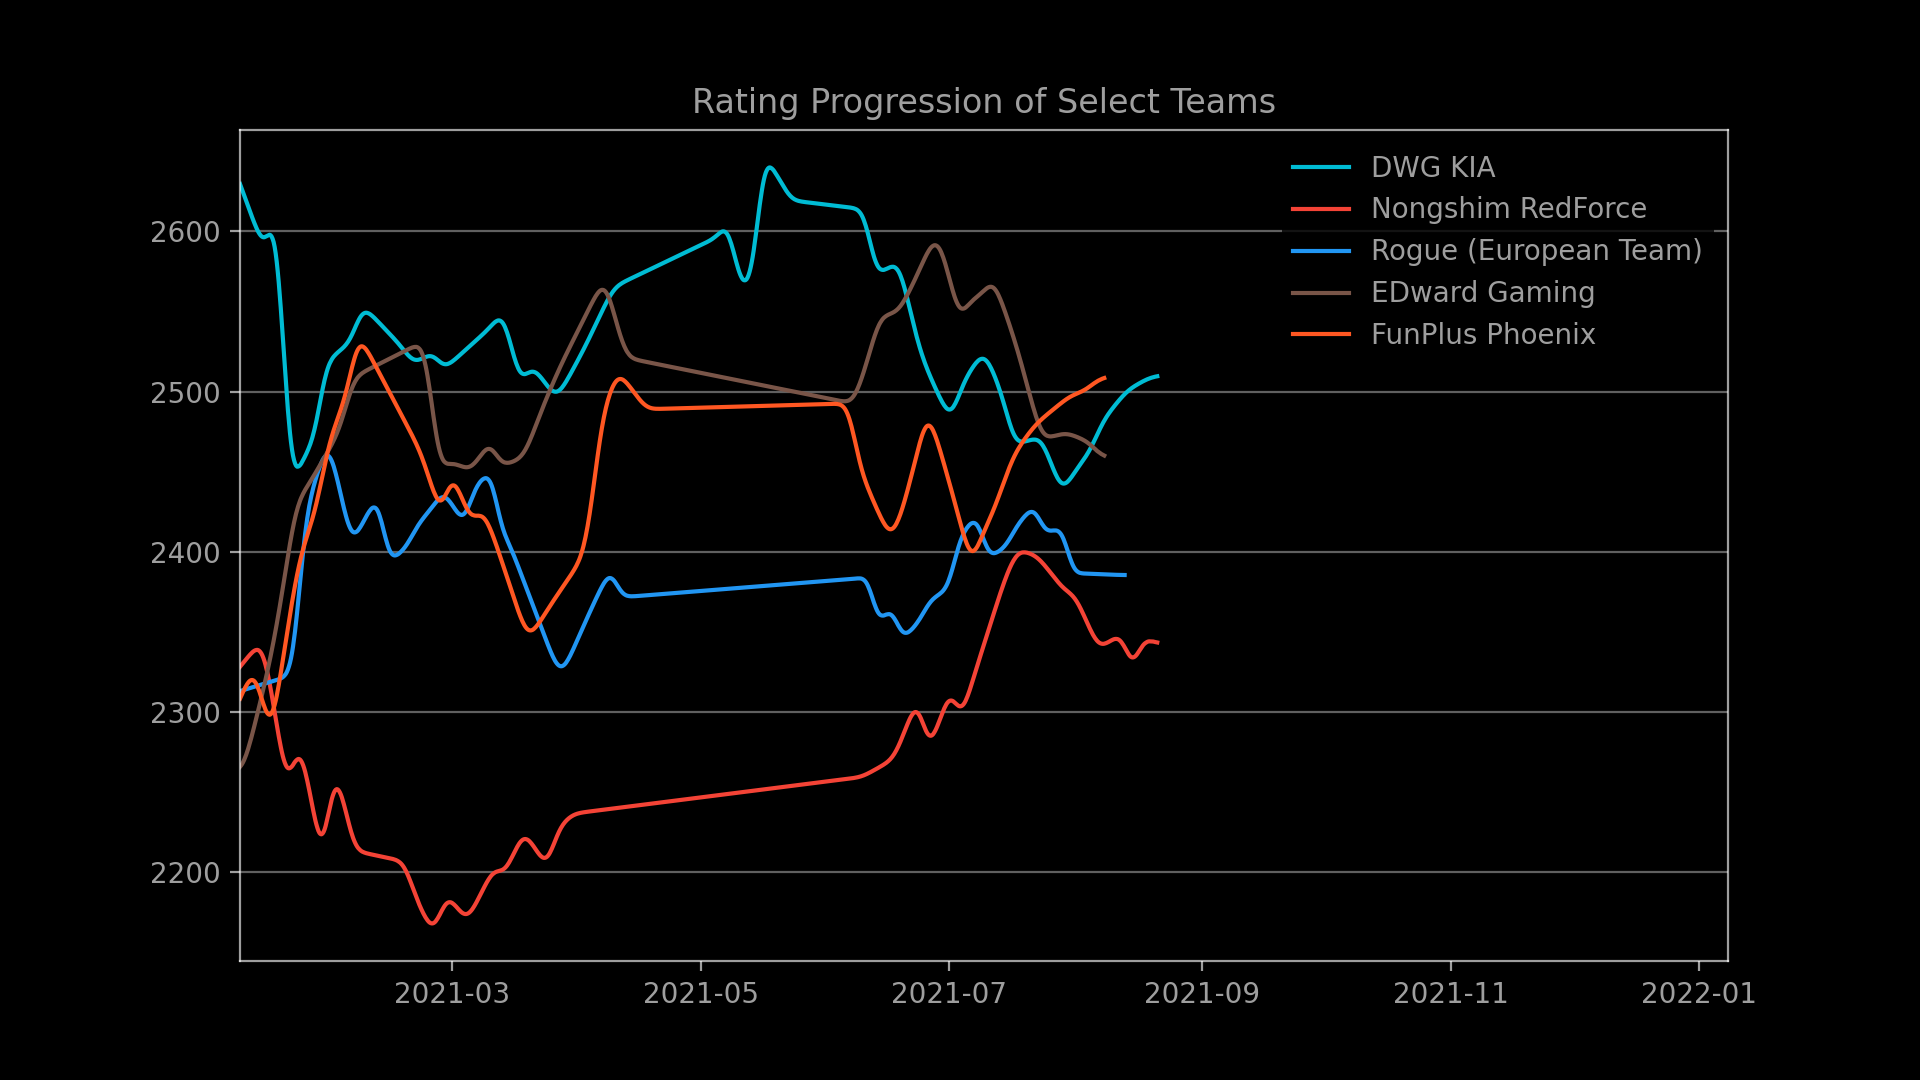 Rating Progression of Select Teams
DWG KIA
Nongshim RedForce
Rogue (European Team)
EDward Gaming
FunPlus Phoenix
2600
2500
2400
2300
2200
2021-03 2021-05 2021-07 2021-09 2021-11 2022-01